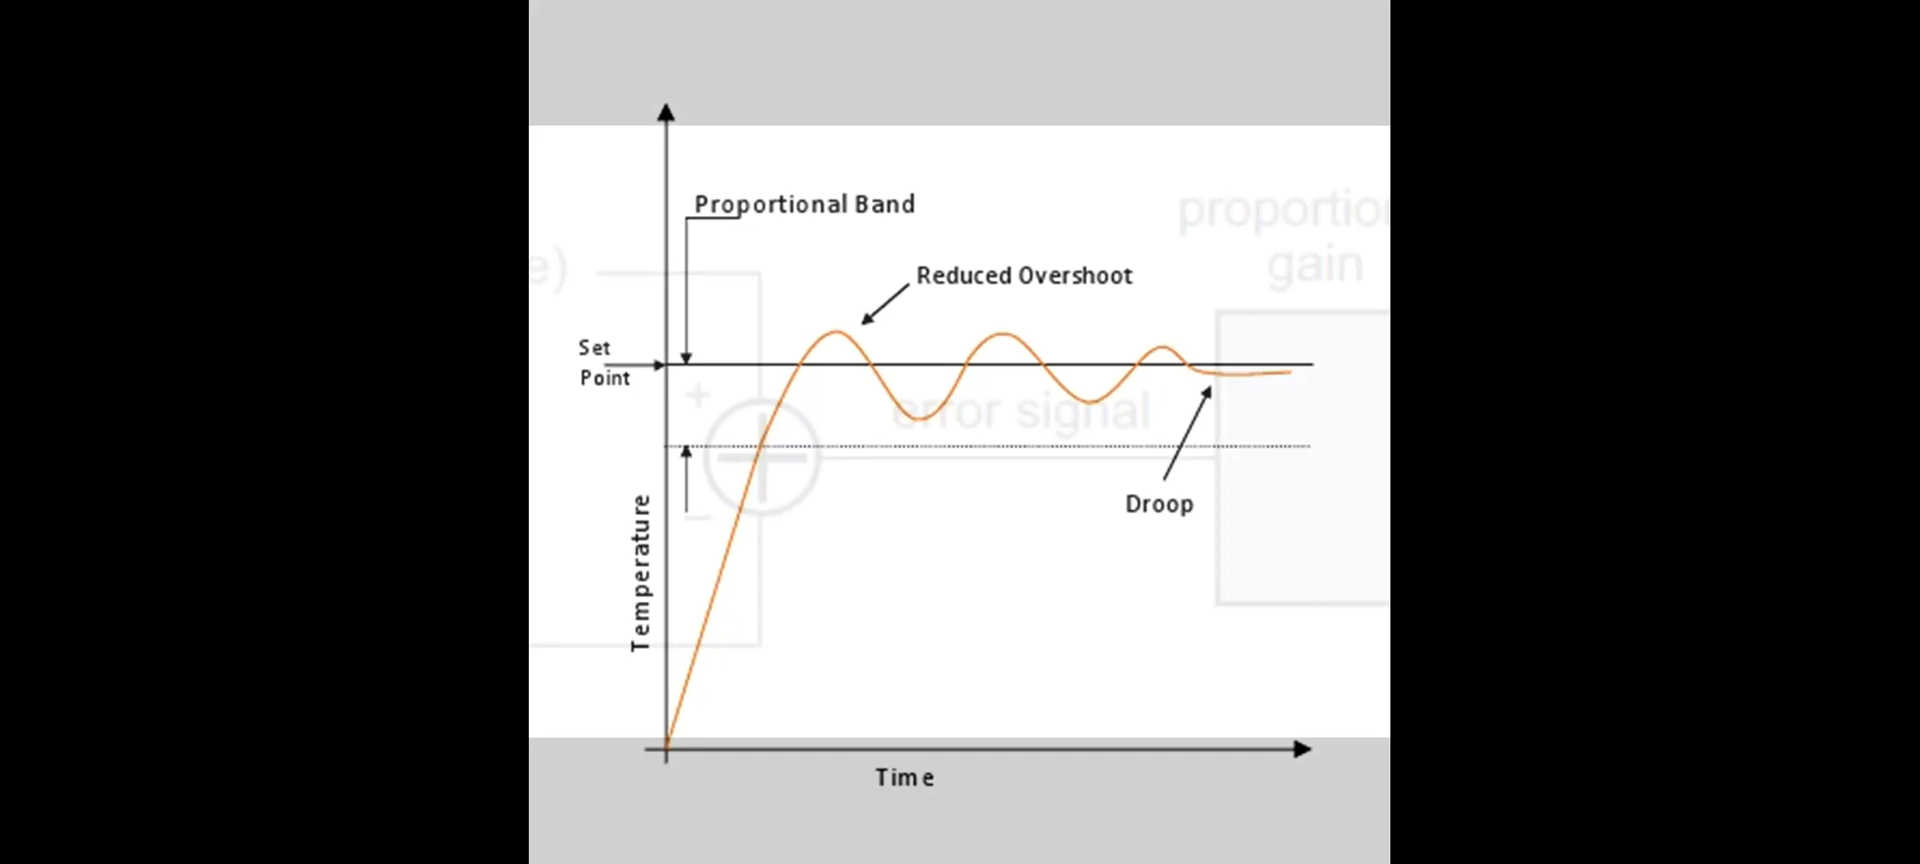 Proportional Band
proportio
gain
e)
Reduced Overshoot
Set
Point
+
error signal
Droop
Temperature
Time